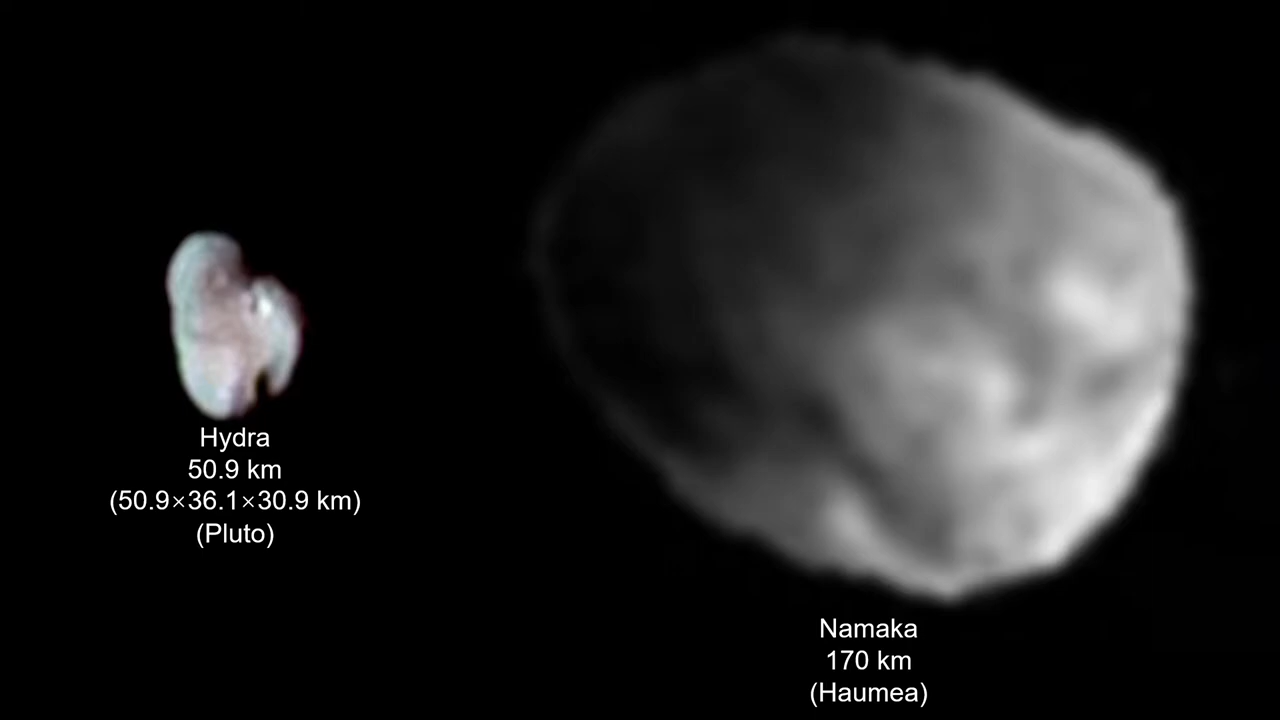 Hydra
50.9 km
(50.9×36.1×30.9 km)
(Pluto)
Namaka
170 km
(Haumea)